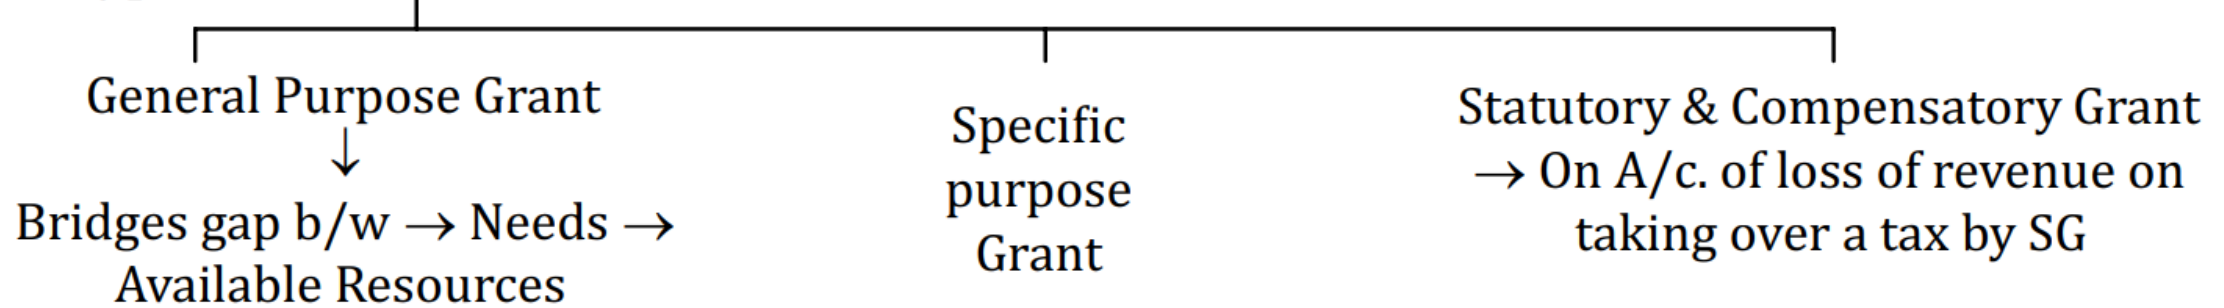 General Purpose Grant
↓
Bridges gap b/w → Needs →
Available Resources
Specific
purpose
Grant
Statutory & Compensatory Grant
→ On A/c. of loss of revenue on
taking over a tax by SG